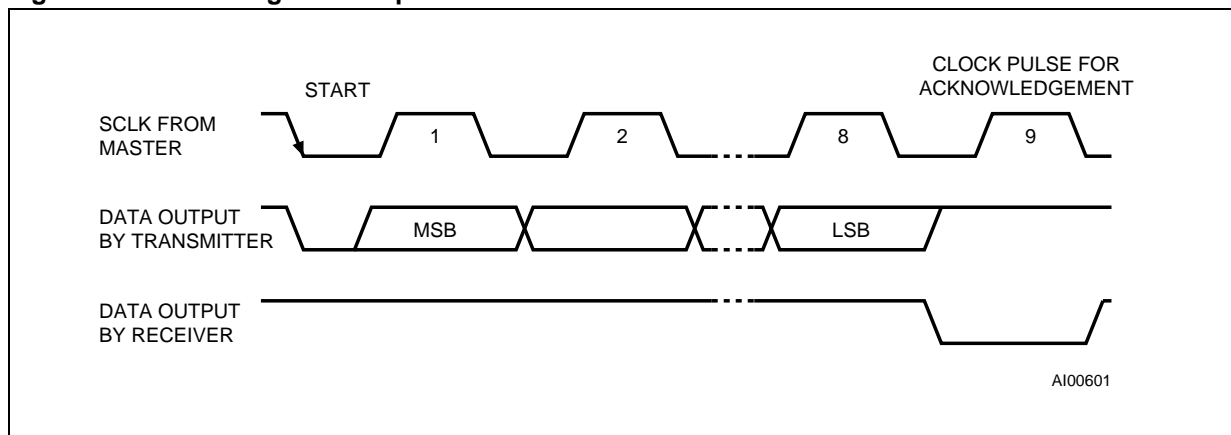 START
CLOCK PULSE FOR
ACKNOWLEDGEMENT
SCLK FROM
MASTER
1
2
8
9
DATA OUTPUT
BY TRANSMITTER
MSB
LSB
DATA OUTPUT
BY RECEIVER
AI00601